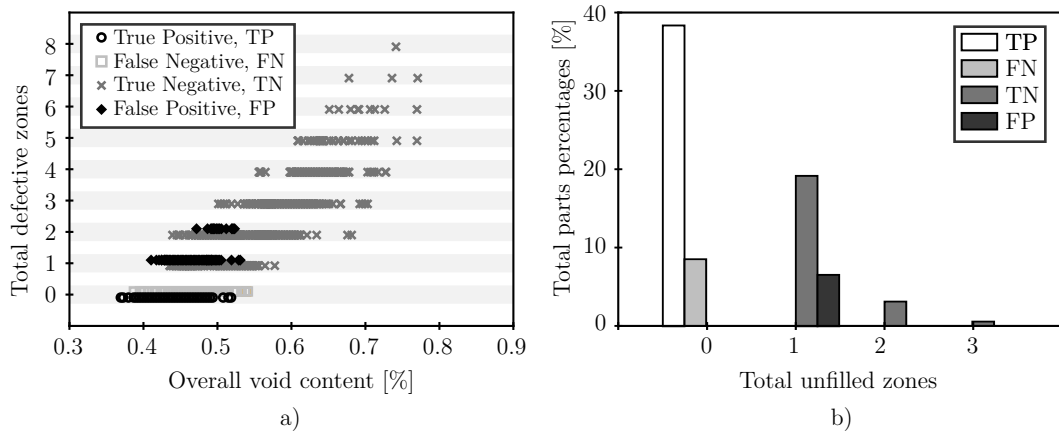 True Positive, TP
False Negative, FN
True Negative, TN
False Positive, FP
Total defective zones
8
7
6
5
4
3
2
1
0
0.3 0.4 0.5 0.6 0.7 0.8 0.9
Overall void content [%]
a)
TP
FN
TN
FP
Total parts percentages [%]
40
30
20
10
0
0 1 2 3
Total unfilled zones
b)